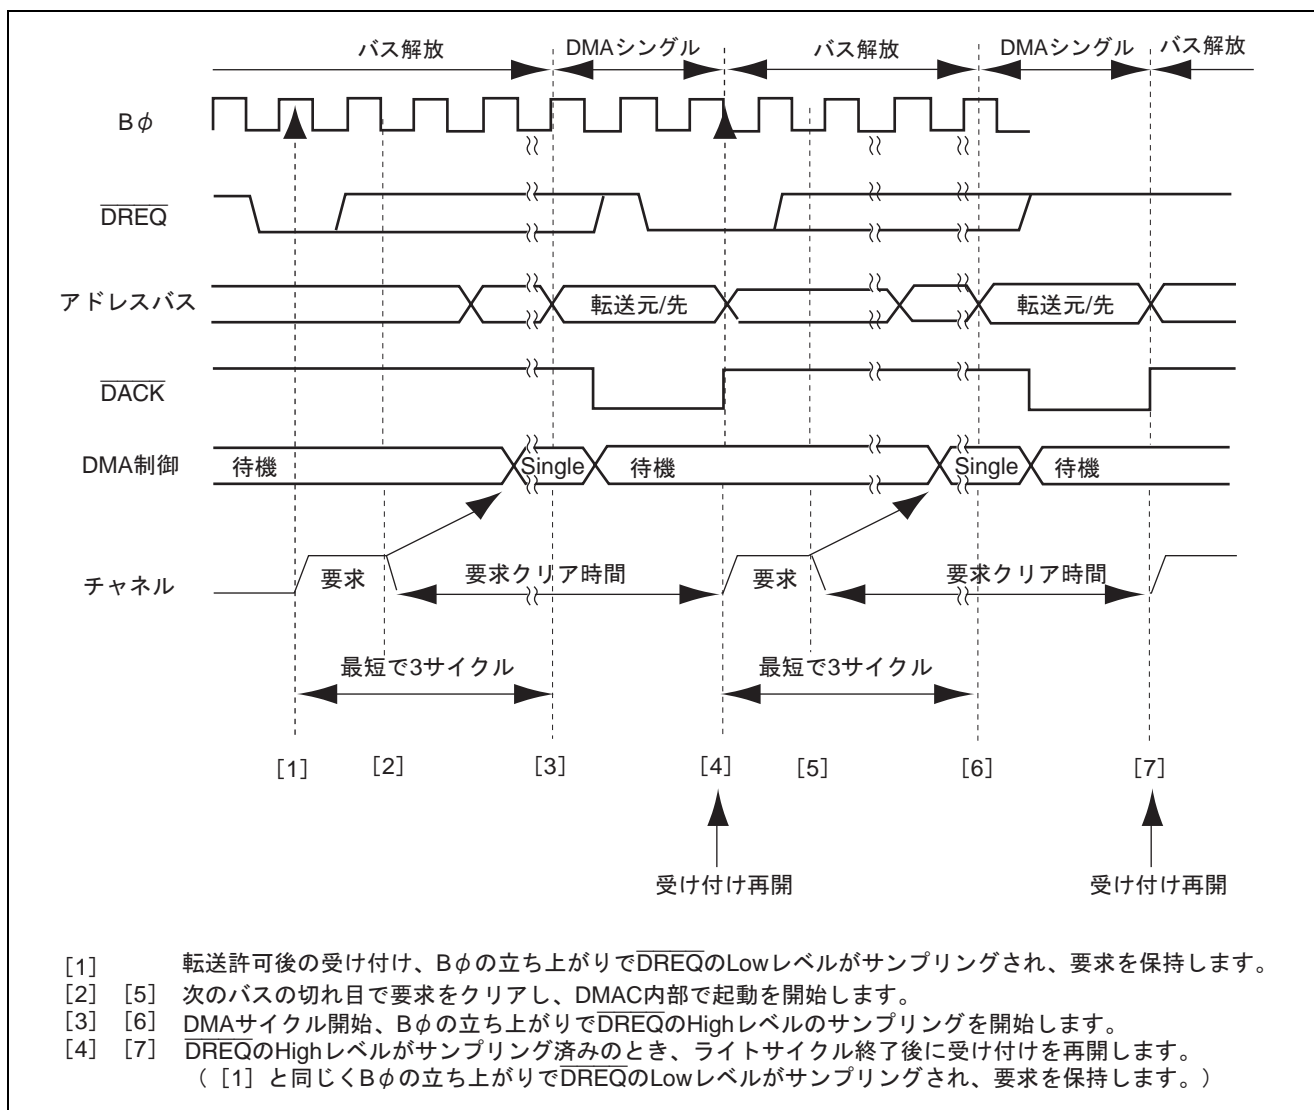 バス解放 DMAシングル バス解放 DMAシングル バス解放
Bφ
DREQ
アドレスバス 転送元/先 転送元/先
DACK
DMA制御 待機 Single 待機 Single 待機
チャネル 要求 要求クリア時間 要求 要求クリア時間
最短で3サイクル 最短で3サイクル
[1] [2] [3] [4] [5] [6] [7]
受け付け再開 受け付け再開
[1] 転送許可後の受け付け、Bφの立ち上がりでDREQのLowレベルがサンプリングされ、要求を保持します。
[2] [5] 次のバスの切れ目で要求をクリアし、DMAC内部で起動を開始します。
[3] [6] DMAサイクル開始、Bφの立ち上がりでDREQのHighレベルのサンプリングを開始します。
[4] [7] DREQのHighレベルがサンプリング済みのとき、ライトサイクル終了後に受け付けを再開します。
([1]と同じくBφの立ち上がりでDREQのLowレベルがサンプリングされ、要求を保持します。)